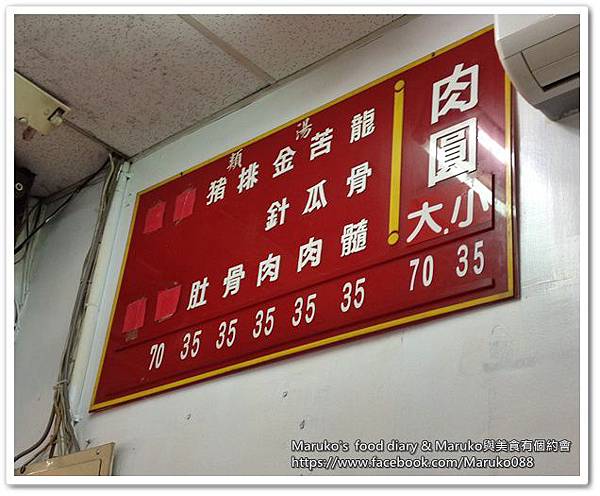 肉圓
大.小
70 35
湯類
龍骨髓 35
苦瓜肉 35
金針肉 35
排骨 35
豬肚 35
70
Maruko's food diary & Maruko與美食有個約會
https://www.facebook.com/Maruko088